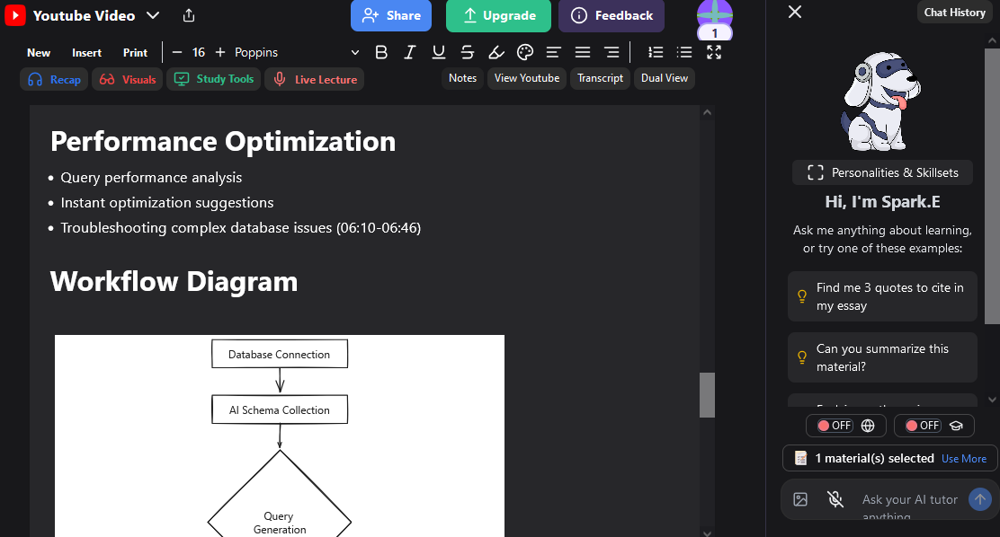 Youtube Video
Share
Upgrade
Feedback
1
New
Insert
Print
16
Poppins
B
I
U
S
Recap
Visuals
Study Tools
Live Lecture
Notes
View Youtube
Transcript
Dual View
Performance Optimization
Query performance analysis
Instant optimization suggestions
Troubleshooting complex database issues (06:10-06:46)
Workflow Diagram
Database Connection
AI Schema Collection
Query
Generation
Chat History
Personalities & Skillsets
Hi, I'm Spark.E
Ask me anything about learning,
or try one of these examples:
Find me 3 quotes to cite in
my essay
Can you summarize this
material?
OFF
OFF
1 material(s) selected
Use More
Ask your AI tutor
anything